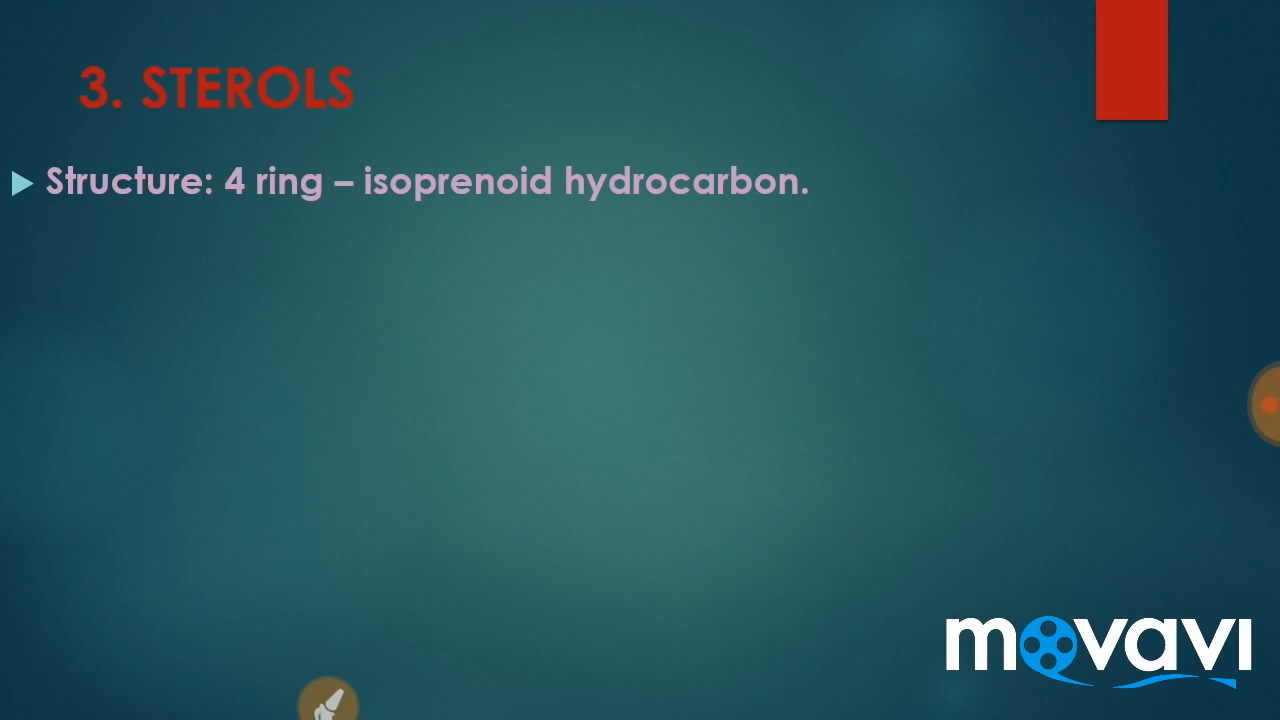 3. STEROLS
Structure: 4 ring – isoprenoid hydrocarbon.
movavi